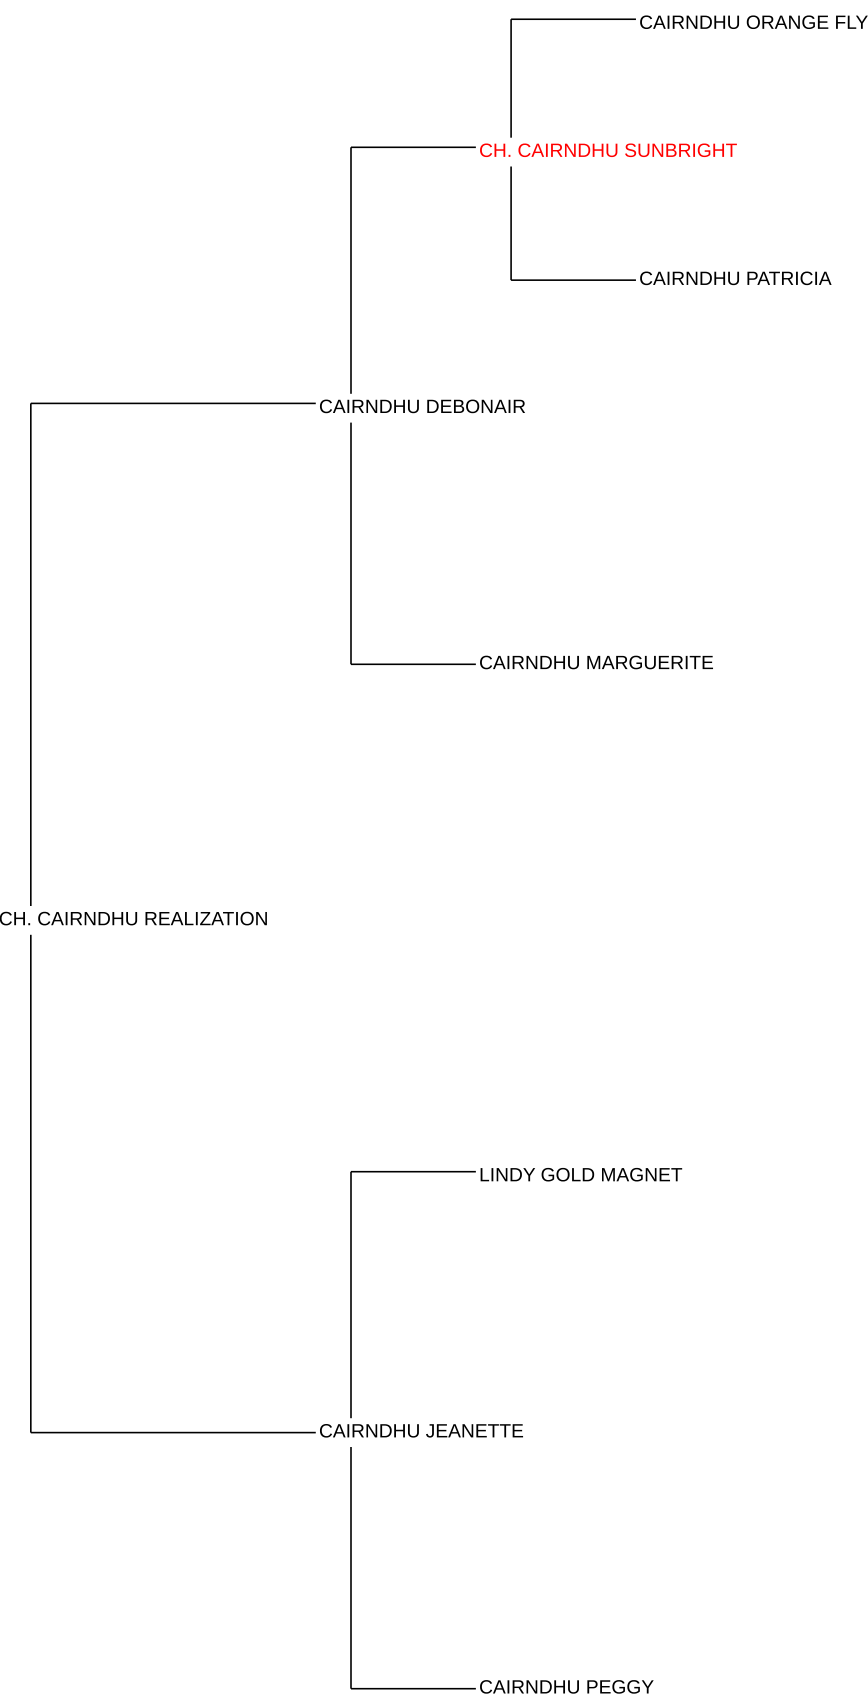 CAIRNDHU ORANGE FLY
CH. CAIRNDHU SUNBRIGHT
CAIRNDHU PATRICIA
CAIRNDHU DEBONAIR
CAIRNDHU MARGUERITE
CH. CAIRNDHU REALIZATION
LINDY GOLD MAGNET
CAIRNDHU JEANETTE
CAIRNDHU PEGGY